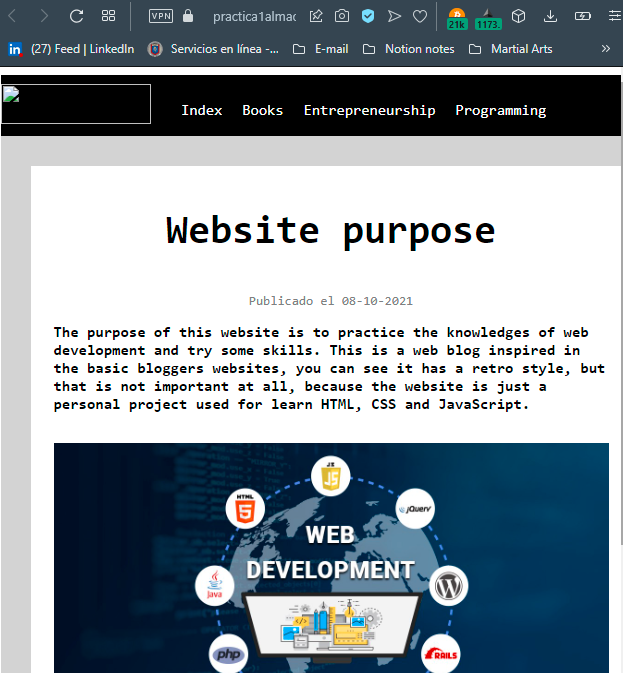 VPN
practica1almac
21k
1173.
in
(27) Feed | LinkedIn
Servicios en línea -...
E-mail
Notion notes
Martial Arts
»
Index
Books
Entrepreneurship
Programming
Website purpose
Publicado el 08-10-2021
The purpose of this website is to practice the knowledges of web
development and try some skills. This is a web blog inspired in
the basic bloggers websites, you can see it has a retro style, but
that is not important at all, because the website is just a
personal project used for learn HTML, CSS and JavaScript.
JS
JS
HTML
5
jQuery
WEB
DEVELOPMENT
Java
W
php
RAILS